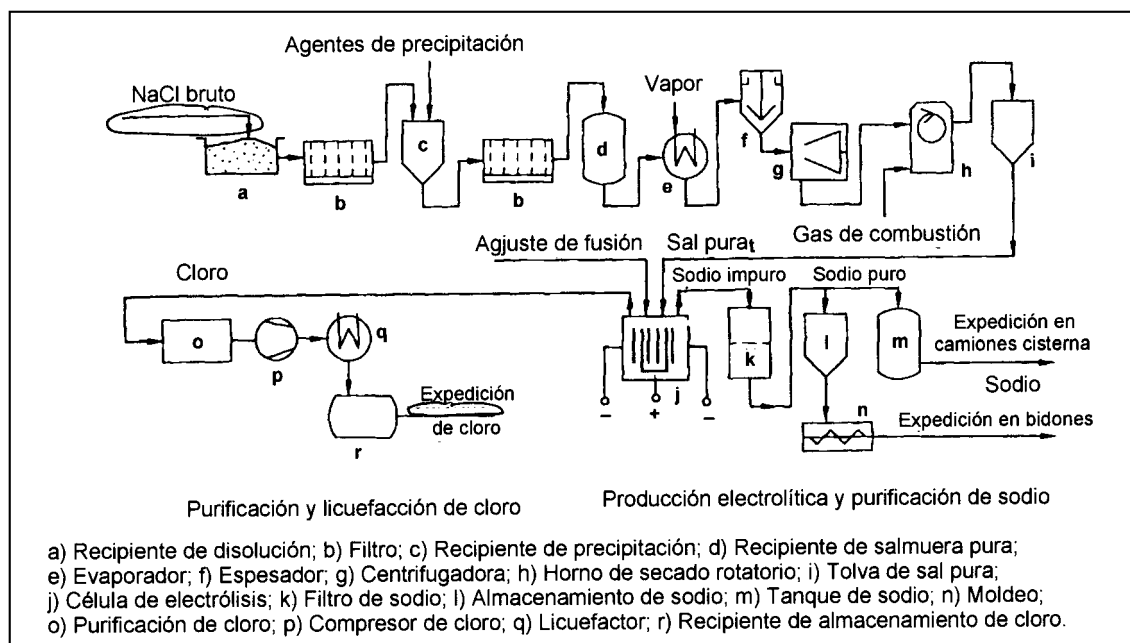 Agentes de precipitación
NaCl bruto
Vapor
a
b
c
b
d
e
f
g
h
i
Gas de combustión
Agjuste de fusión
Sal purat
Cloro
Sodio impuro
Sodio puro
o
p
q
r
Expedición
de cloro
j
− + −
k
l
m
n
Expedición en
camiones cisterna
Sodio
Expedición en bidones
Purificación y licuefacción de cloro
Producción electrolítica y purificación de sodio
a) Recipiente de disolución; b) Filtro; c) Recipiente de precipitación; d) Recipiente de salmuera pura;
e) Evaporador; f) Espesador; g) Centrifugadora; h) Horno de secado rotatorio; i) Tolva de sal pura;
j) Célula de electrólisis; k) Filtro de sodio; l) Almacenamiento de sodio; m) Tanque de sodio; n) Moldeo;
o) Purificación de cloro; p) Compresor de cloro; q) Licuefactor; r) Recipiente de almacenamiento de cloro.